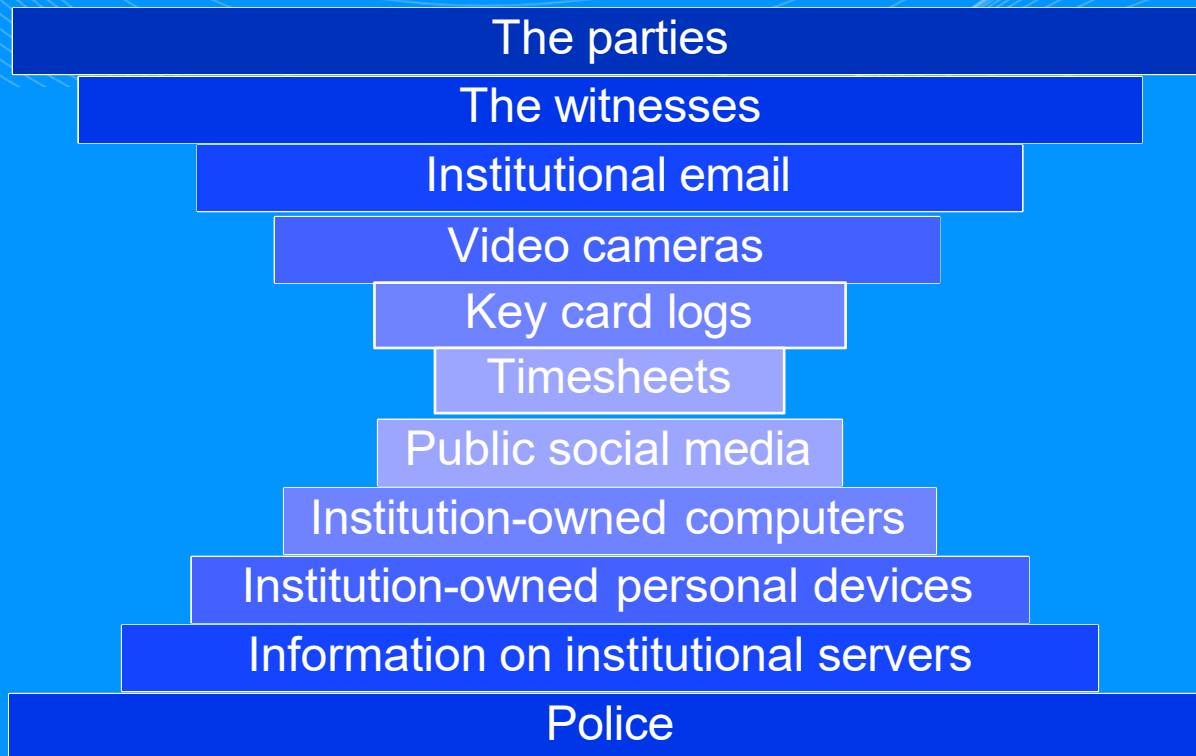 The parties
The witnesses
Institutional email
Video cameras
Key card logs
Timesheets
Public social media
Institution-owned computers
Institution-owned personal devices
Information on institutional servers
Police